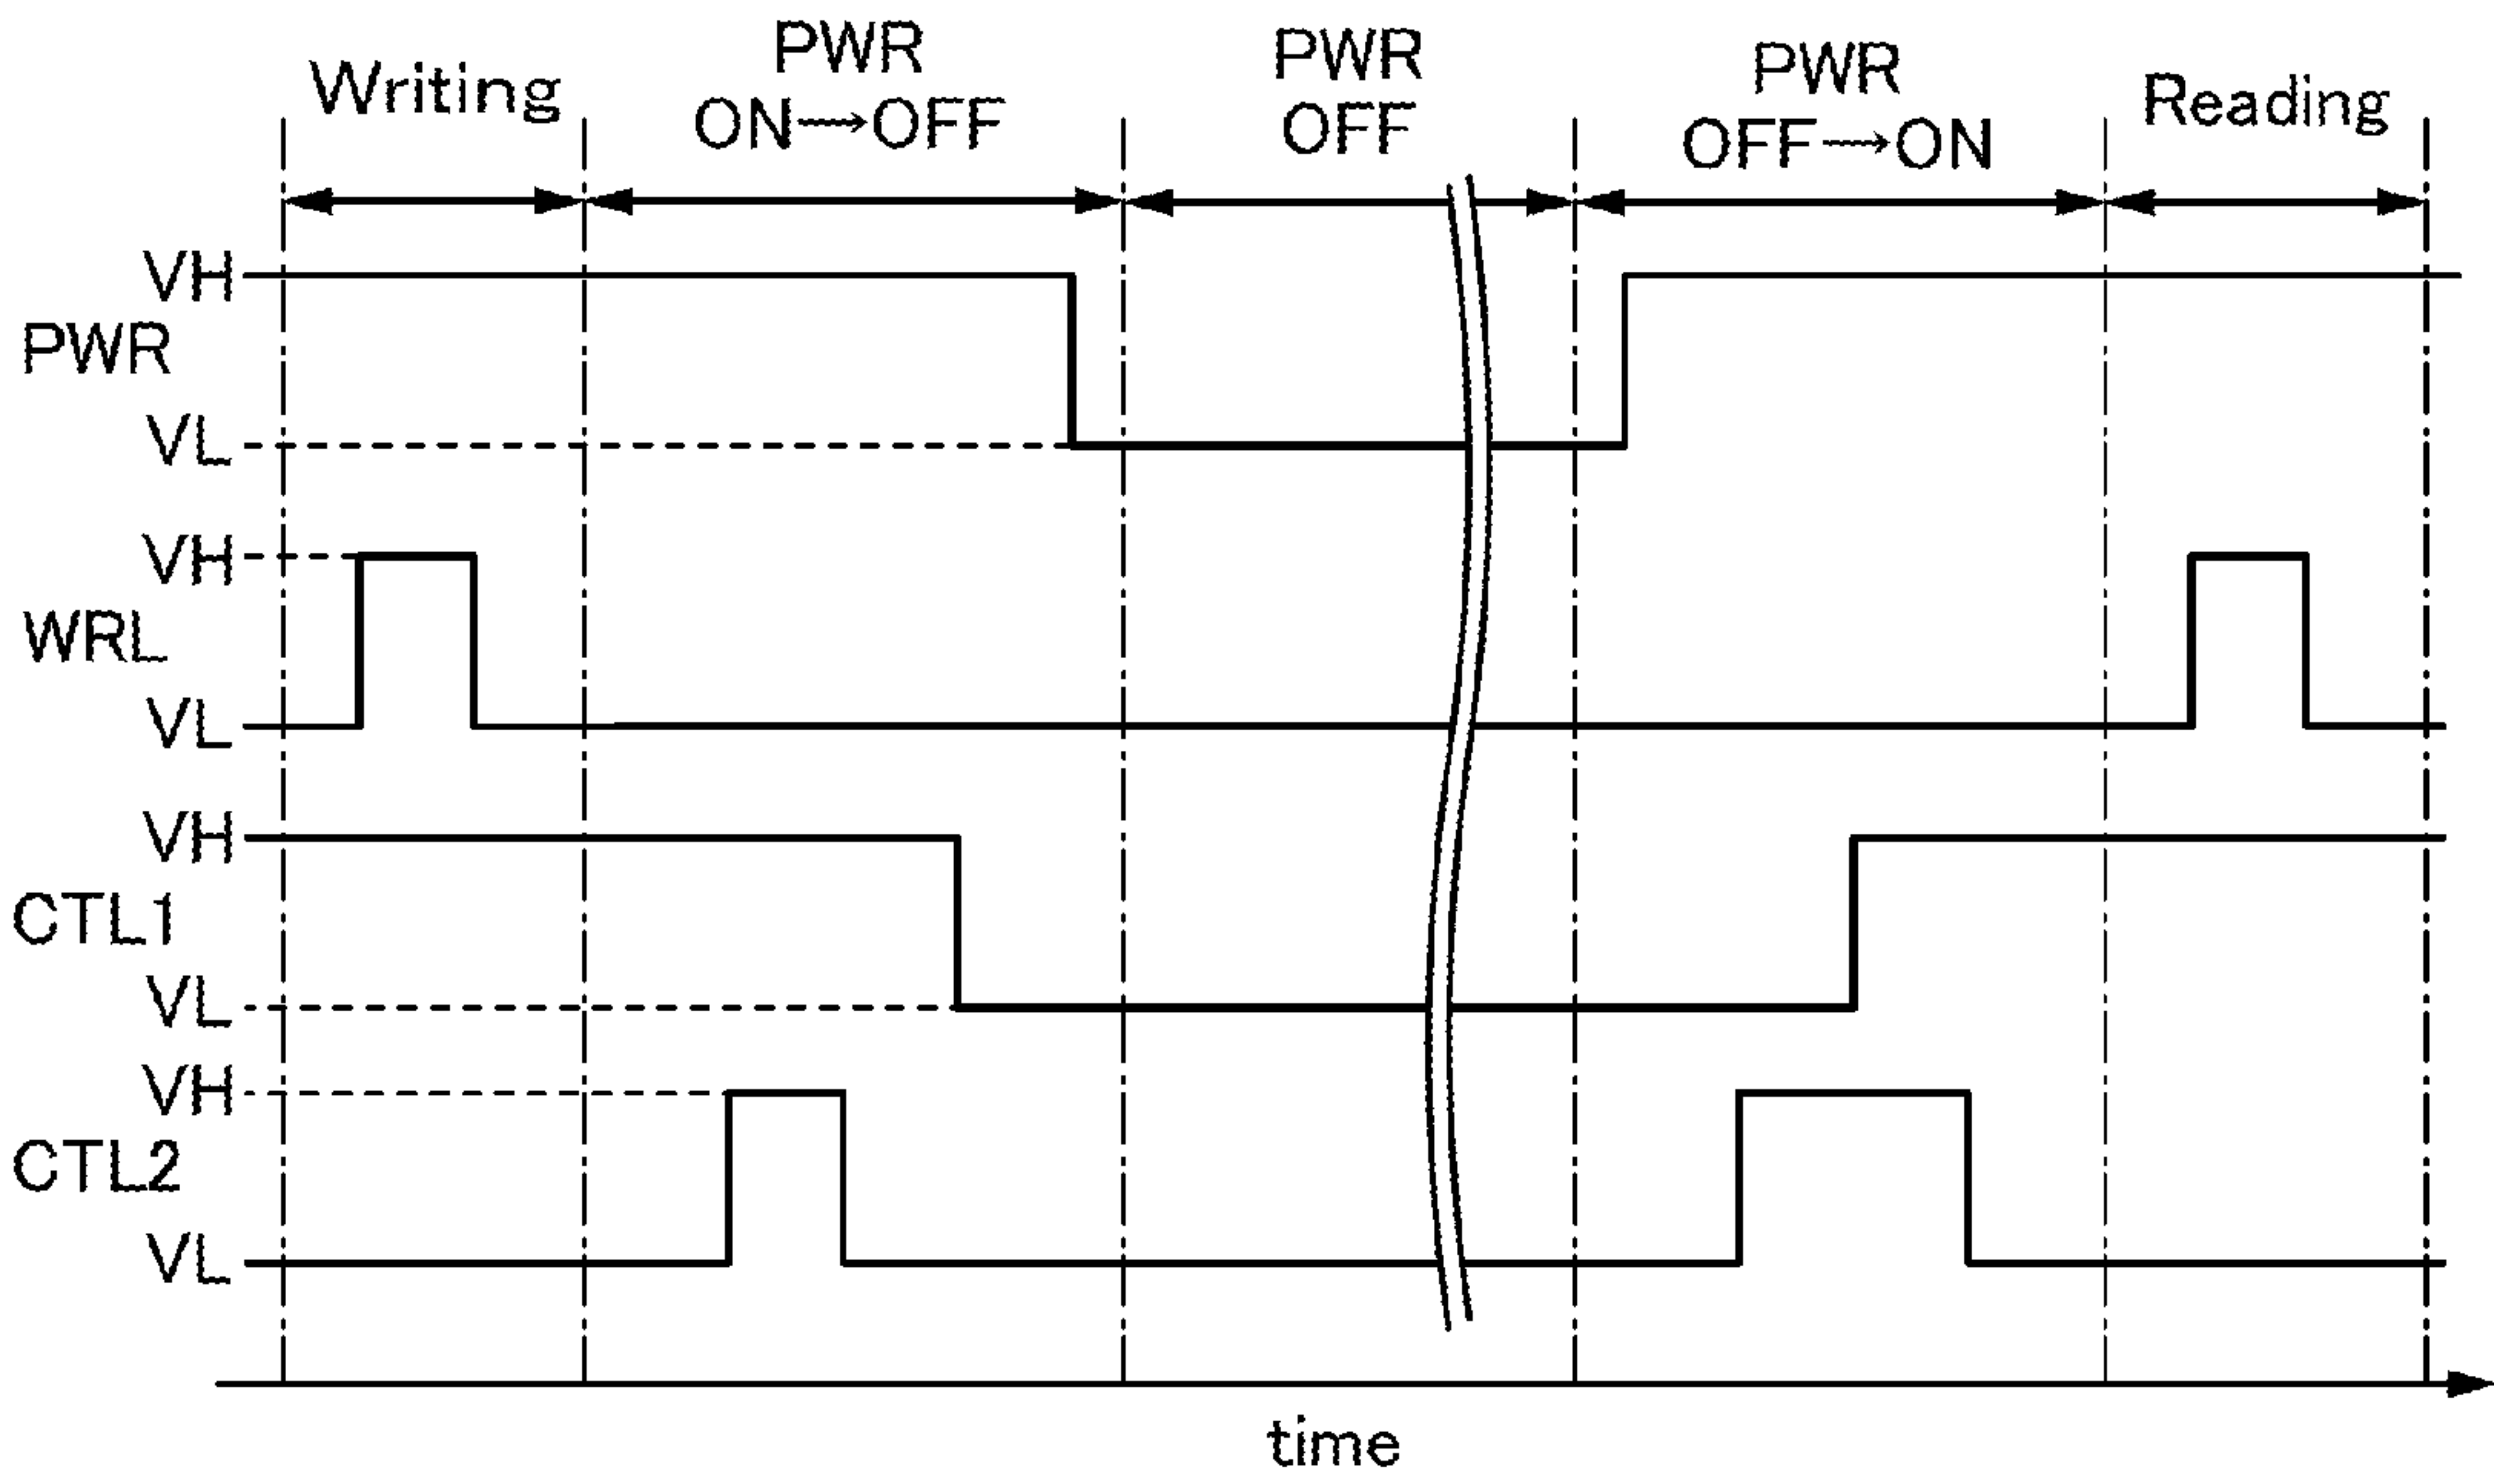 Writing
PWR
ON→OFF
PWR
OFF
PWR
OFF→ON
Reading
VH
PWR
VL
VH
WRL
VL
VH
CTL1
VL
VH
CTL2
VL
time